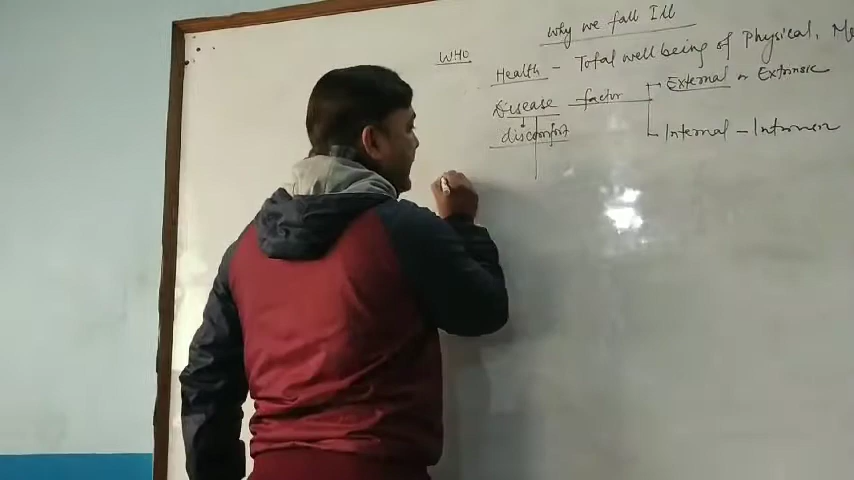 Why we fall Ill
WHO
Health - Total well being of Physical,
Disease factor External or Extrinsic
discomfort Internal - Intrinsic